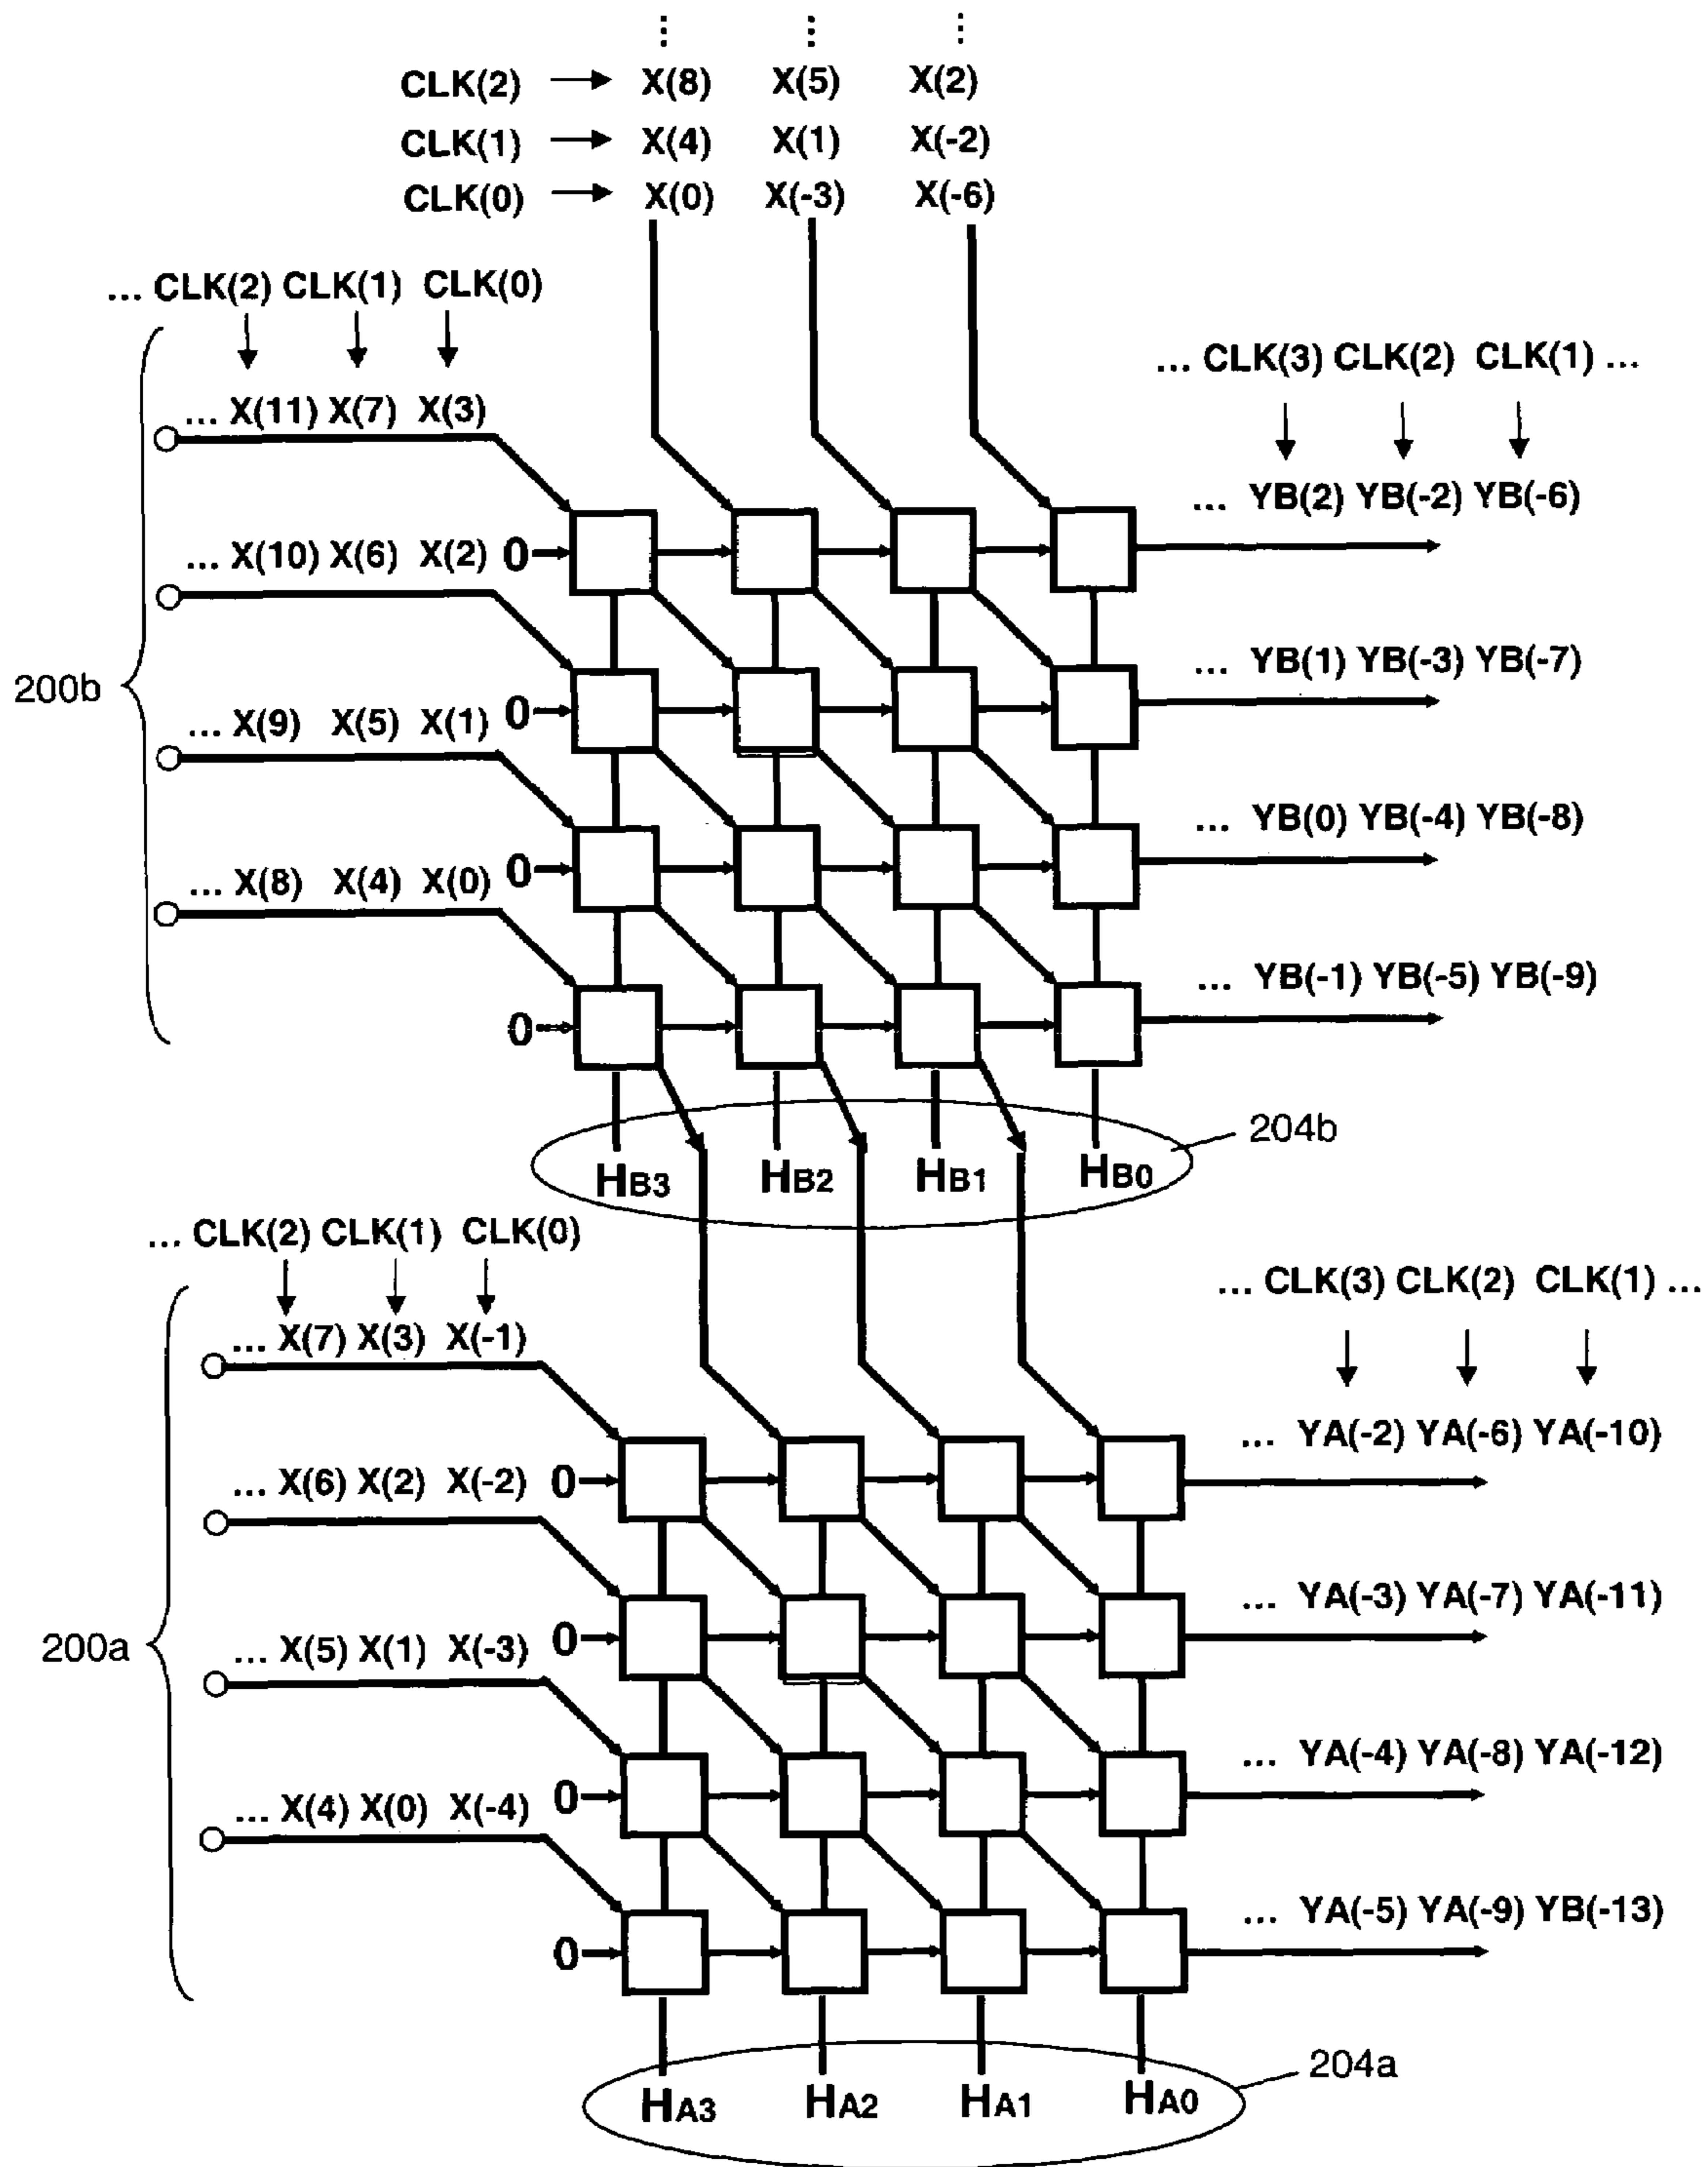 ⋮ ⋮ ⋮
CLK(2) → X(8) X(5) X(2)
CLK(1) → X(4) X(1) X(-2)
CLK(0) → X(0) X(-3) X(-6)
... CLK(2) CLK(1) CLK(0)
... CLK(3) CLK(2) CLK(1) ...
... X(11) X(7) X(3)
... YB(2) YB(-2) YB(-6)
... X(10) X(6) X(2) 0
... YB(1) YB(-3) YB(-7)
200b
0
... X(9) X(5) X(1)
... YB(0) YB(-4) YB(-8)
... X(8) X(4) X(0) 0
... YB(-1) YB(-5) YB(-9)
0
204b
HB3 HB2 HB1 HB0
... CLK(2) CLK(1) CLK(0)
... CLK(3) CLK(2) CLK(1) ...
... X(7) X(3) X(-1)
... YA(-2) YA(-6) YA(-10)
... X(6) X(2) X(-2) 0
... YA(-3) YA(-7) YA(-11)
200a
0
... X(5) X(1) X(-3)
... YA(-4) YA(-8) YA(-12)
... X(4) X(0) X(-4) 0
... YA(-5) YA(-9) YB(-13)
0
204a
HA3 HA2 HA1 HA0